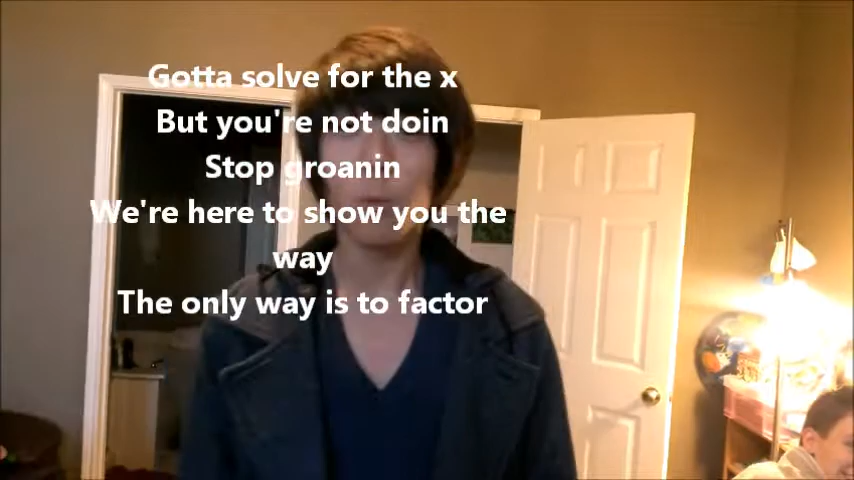 Gotta solve for the x
But you're not doin
Stop groanin
We're here to show you the
way
The only way is to factor